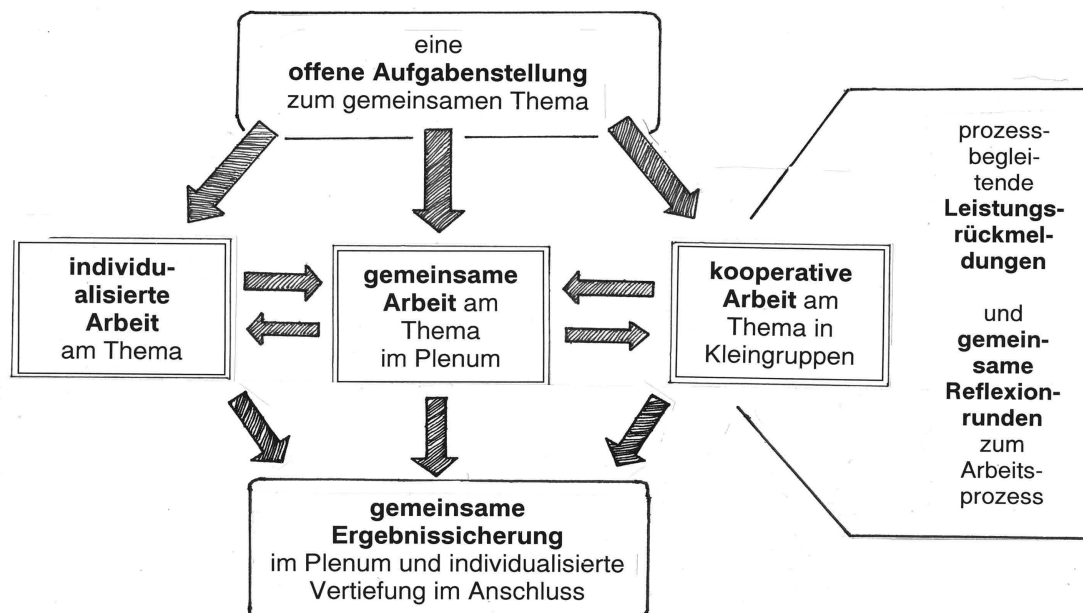 eine
offene Aufgabenstellung
zum gemeinsamen Thema
individu-
alisierte
Arbeit
am Thema
gemeinsame
Arbeit am
Thema
im Plenum
kooperative
Arbeit am
Thema in
Kleingruppen
gemeinsame
Ergebnissicherung
im Plenum und individualisierte
Vertiefung im Anschluss
prozess-
beglei-
tende
Leistungs-
rückmel-
dungen
und
gemein-
same
Reflexion-
runden
zum
Arbeits-
prozess